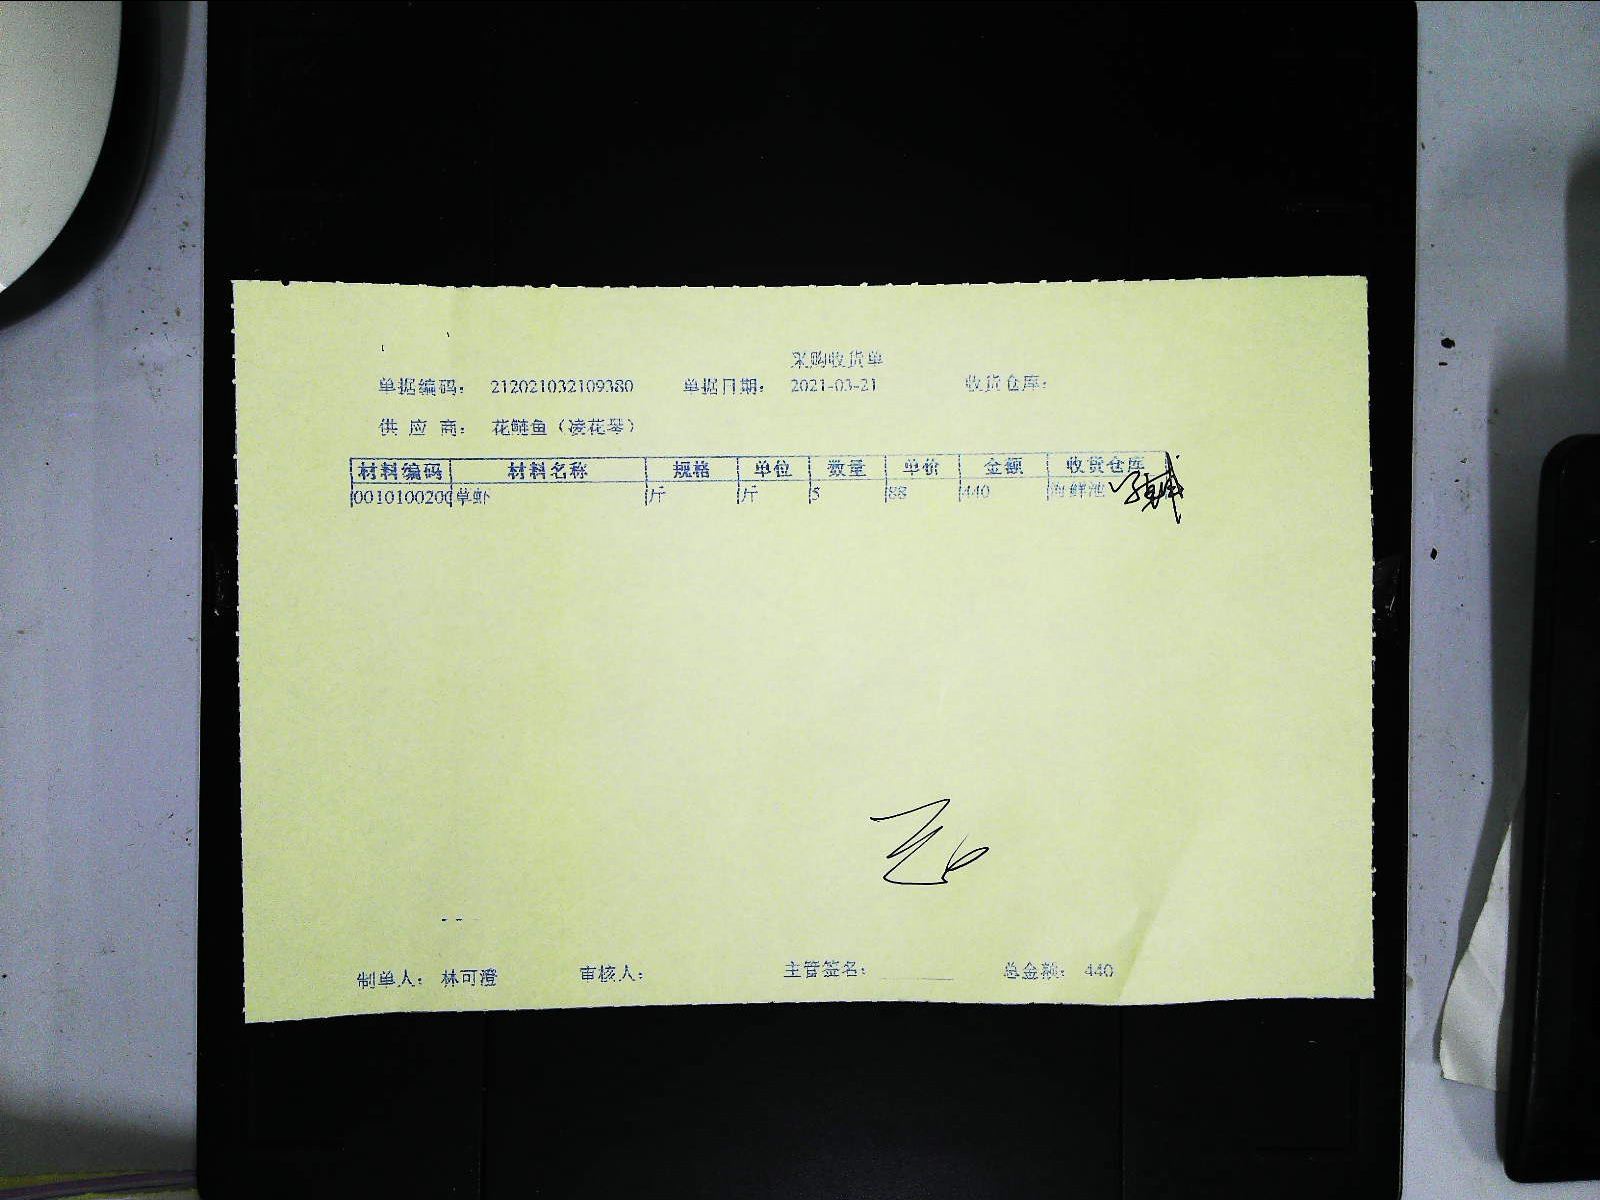 采购收货单
单据编码： 212021032109380 单据日期： 2021-03-21 收货仓库：
供 应 商： 花鲢鱼（凌花琴）
材料编码 材料名称 规格 单位 数量 单价 金额 收货仓库
0010100200 草虾 斤 斤 5 88 440 海鲜池
制单人： 林可澄 审核人： 主管签名： 总金额： 440